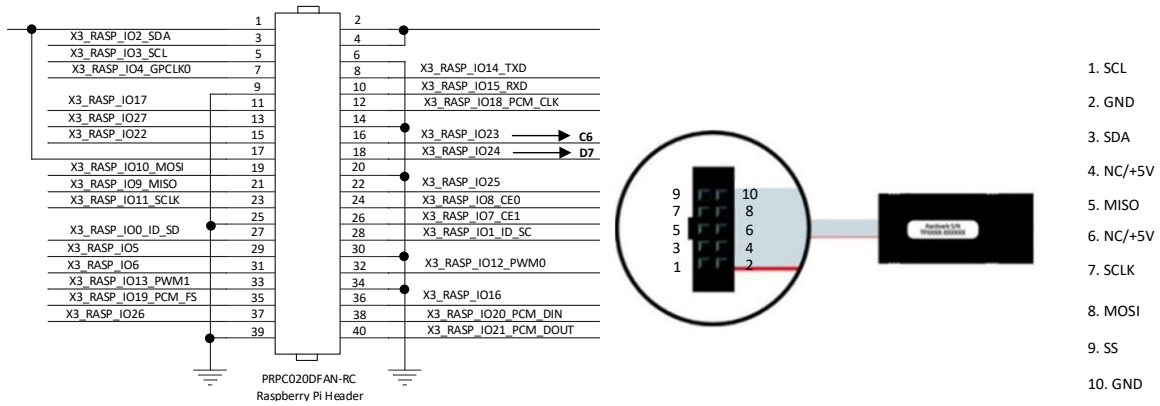 1 2
X3_RASP_IO2_SDA 3 4
X3_RASP_IO3_SCL 5 6
X3_RASP_IO4_GPCLK0 7 8 X3_RASP_IO14_TXD
9 10 X3_RASP_IO15_RXD
X3_RASP_IO17 11 12 X3_RASP_IO18_PCM_CLK
X3_RASP_IO27 13 14
X3_RASP_IO22 15 16 X3_RASP_IO23 C6
17 18 X3_RASP_IO24 D7
X3_RASP_IO10_MOSI 19 20
X3_RASP_IO9_MISO 21 22 X3_RASP_IO25
X3_RASP_IO11_SCLK 23 24 X3_RASP_IO8_CE0
25 26 X3_RASP_IO7_CE1
X3_RASP_IO0_ID_SD 27 28 X3_RASP_IO1_ID_SC
X3_RASP_IO5 29 30
X3_RASP_IO6 31 32 X3_RASP_IO12_PWM0
X3_RASP_IO13_PWM1 33 34
X3_RASP_IO19_PCM_FS 35 36 X3_RASP_IO16
X3_RASP_IO26 37 38 X3_RASP_IO20_PCM_DIN
39 40 X3_RASP_IO21_PCM_DOUT
PRPC020DFAN-RC
Raspberry Pi Header
9 10
7 8
5 6
3 4
1 2
Aardvark S/N
1. SCL
2. GND
3. SDA
4. NC/+5V
5. MISO
6. NC/+5V
7. SCLK
8. MOSI
9. SS
10. GND